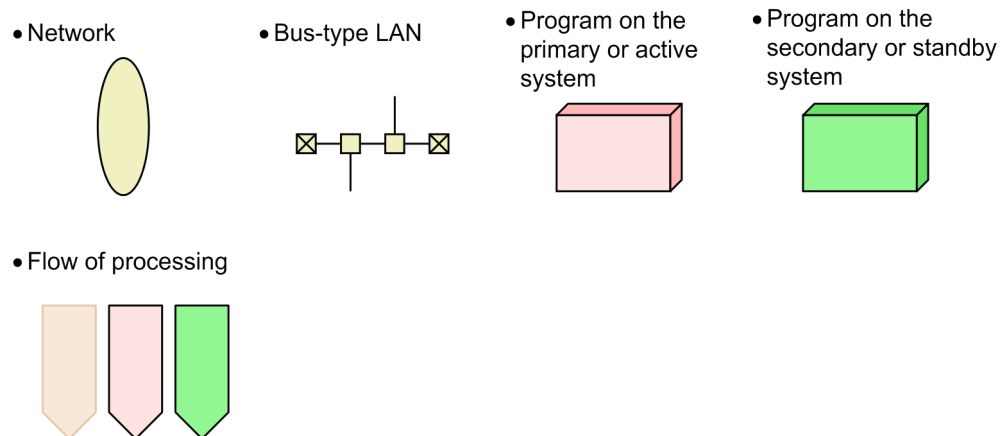 • Network
• Bus-type LAN
• Program on the
primary or active
system
• Program on the
secondary or standby
system
• Flow of processing